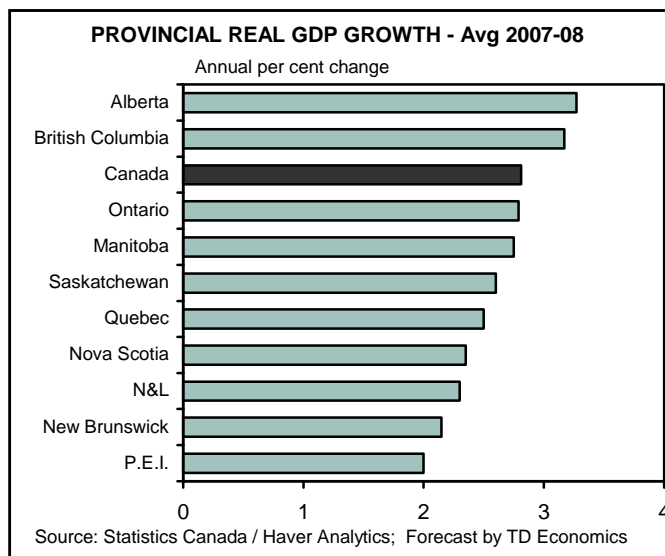 PROVINCIAL REAL GDP GROWTH - Avg 2007-08
Annual per cent change
Alberta
British Columbia
Canada
Ontario
Manitoba
Saskatchewan
Quebec
Nova Scotia
N&L
New Brunswick
P.E.I.
0 1 2 3 4
Source: Statistics Canada / Haver Analytics; Forecast by TD Economics